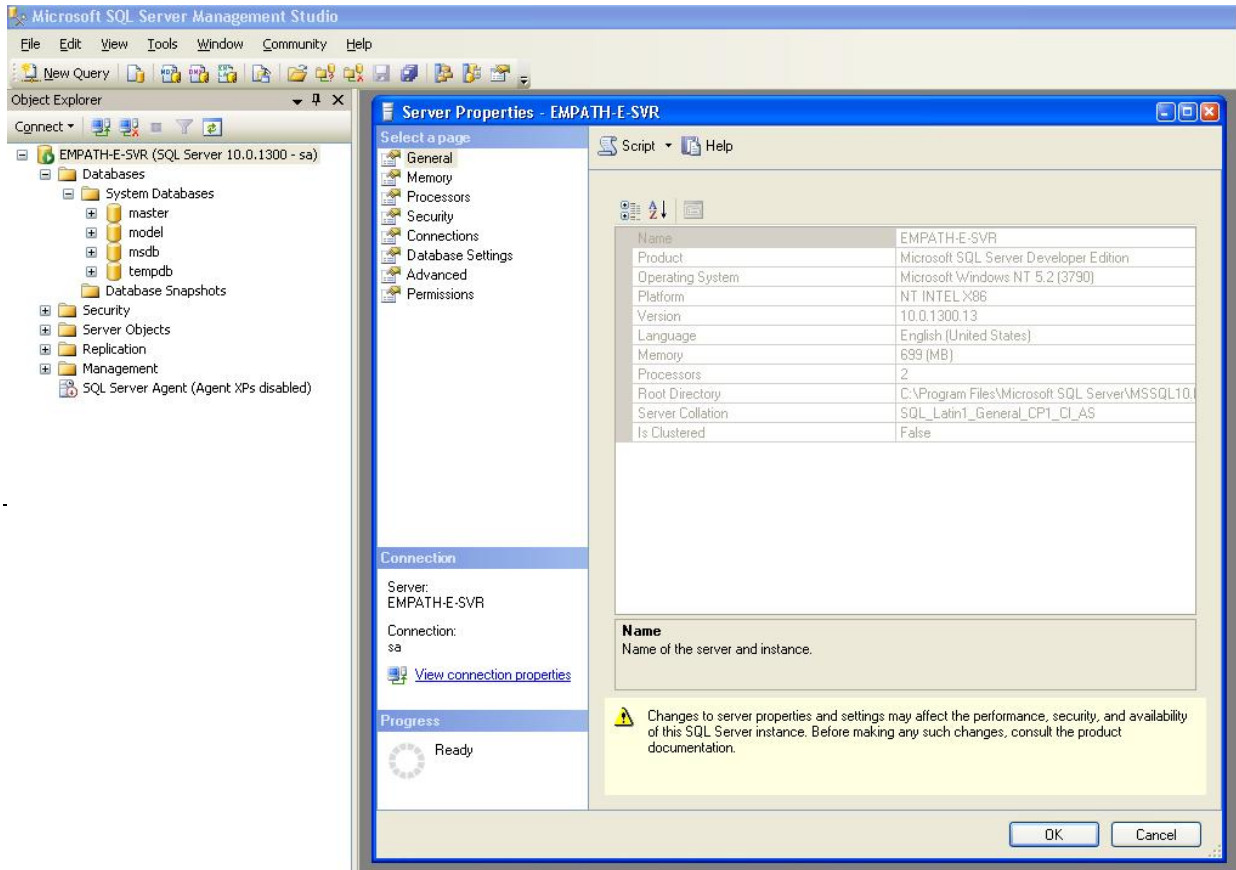 Microsoft SQL Server Management Studio
File Edit View Tools Window Community Help
New Query
Object Explorer
Connect
EMPATH-E-SVR (SQL Server 10.0.1300 - sa)
Databases
System Databases
master
model
msdb
tempdb
Database Snapshots
Security
Server Objects
Replication
Management
SQL Server Agent (Agent XPs disabled)
Server Properties - EMPATH-E-SVR
Select a page
General
Memory
Processors
Security
Connections
Database Settings
Advanced
Permissions
Connection
Server:
EMPATH-E-SVR
Connection:
sa
View connection properties
Progress
Ready
Script Help
Name EMPATH-E-SVR
Product Microsoft SQL Server Developer Edition
Operating System Microsoft Windows NT 5.2 (3790)
Platform NT INTEL X86
Version 10.0.1300.13
Language English (United States)
Memory 699 (MB)
Processors 2
Root Directory C:\Program Files\Microsoft SQL Server\MSSQL10.
Server Collation SQL_Latin1_General_CP1_CI_AS
Is Clustered False
Name
Name of the server and instance.
Changes to server properties and settings may affect the performance, security, and availability
of this SQL Server instance. Before making any such changes, consult the product
documentation.
OK Cancel